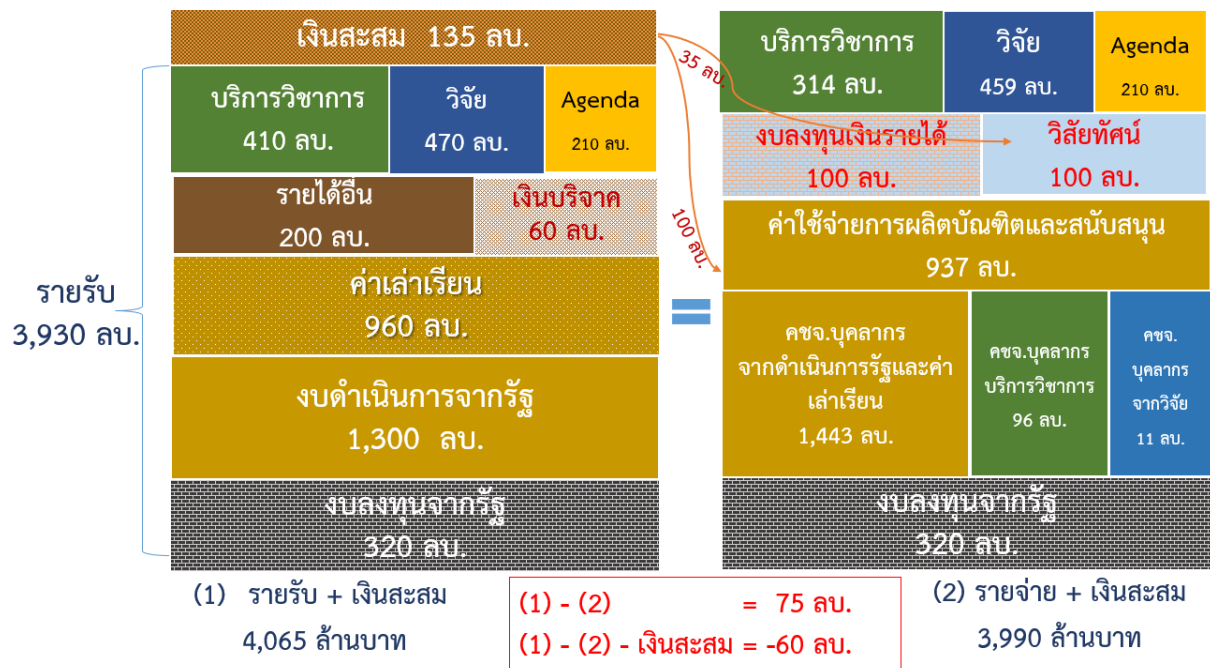 เงินสะสม 135 ลบ.
บริการวิชาการ
410 ลบ.
วิจัย
470 ลบ.
Agenda
210 ลบ.
รายได้อื่น
200 ลบ.
เงินบริจาค
60 ลบ.
ค่าเล่าเรียน
960 ลบ.
งบดำเนินการจากรัฐ
1,300 ลบ.
งบลงทุนจากรัฐ
320 ลบ.
รายรับ
3,930 ลบ.
(1) รายรับ + เงินสะสม
4,065 ล้านบาท
35 ลบ.
100 ลบ.
=
บริการวิชาการ
314 ลบ.
วิจัย
459 ลบ.
Agenda
210 ลบ.
งบลงทุนเงินรายได้
100 ลบ.
วิสัยทัศน์
100 ลบ.
ค่าใช้จ่ายการผลิตบัณฑิตและสนับสนุน
937 ลบ.
คชจ.บุคลากร
จากดำเนินการรัฐและค่า
เล่าเรียน
1,443 ลบ.
คชจ.บุคลากร
บริการวิชาการ
96 ลบ.
คชจ.
บุคลากร
จากวิจัย
11 ลบ.
งบลงทุนจากรัฐ
320 ลบ.
(1) - (2) = 75 ลบ.
(1) - (2) - เงินสะสม = -60 ลบ.
(2) รายจ่าย + เงินสะสม
3,990 ล้านบาท